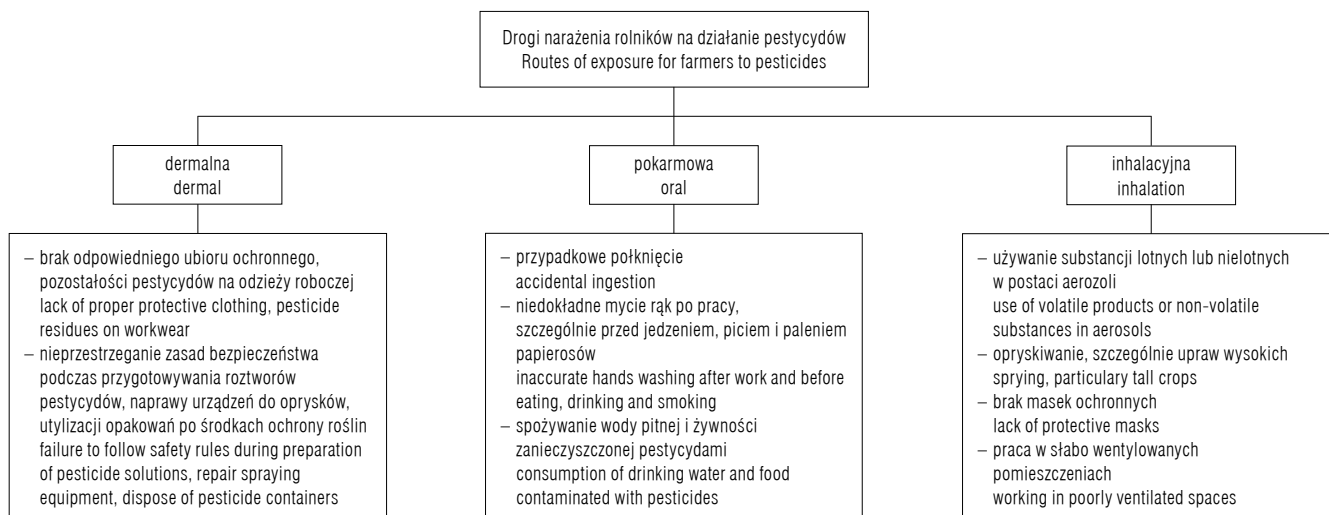 Drogi narażenia rolników na działanie pestycydów
Routes of exposure for farmers to pesticides
dermalna
dermal
– brak odpowiedniego ubioru ochronnego,
pozostałości pestycydów na odzieży roboczej
lack of proper protective clothing, pesticide
residues on workwear
– nieprzestrzeganie zasad bezpieczeństwa
podczas przygotowywania roztworów
pestycydów, naprawy urządzeń do oprysków,
utylizacji opakowań po środkach ochrony roślin
failure to follow safety rules during preparation
of pesticide solutions, repair spraying
equipment, dispose of pesticide containers
pokarmowa
oral
– przypadkowe połknięcie
accidental ingestion
– niedokładne mycie rąk po pracy,
szczególnie przed jedzeniem, piciem i paleniem
papierosów
inaccurate hands washing after work and before
eating, drinking and smoking
– spożywanie wody pitnej i żywności
zanieczyszczonej pestycydami
consumption of drinking water and food
contaminated with pesticides
inhalacyjna
inhalation
– używanie substancji lotnych lub nielotnych
w postaci aerozoli
use of volatile products or non-volatile
substances in aerosols
– opryskiwanie, szczególnie upraw wysokich
sprying, particulary tall crops
– brak masek ochronnych
lack of protective masks
– praca w słabo wentylowanych
pomieszczeniach
working in poorly ventilated spaces